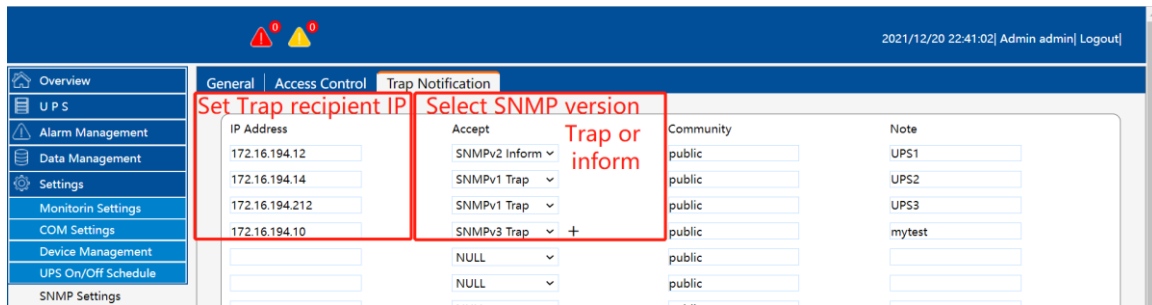 0 0
2021/12/20 22:41:02| Admin admin| Logout|
Overview
UPS
Alarm Management
Data Management
Settings
Monitorin Settings
COM Settings
Device Management
UPS On/Off Schedule
SNMP Settings
General | Access Control Trap Notification
Set Trap recipient IP Select SNMP version
Trap or
inform
IP Address Accept Community Note
172.16.194.12 SNMPv2 Inform public UPS1
172.16.194.14 SNMPv1 Trap public UPS2
172.16.194.212 SNMPv1 Trap public UPS3
172.16.194.10 SNMPv3 Trap + public mytest
NULL public
NULL public